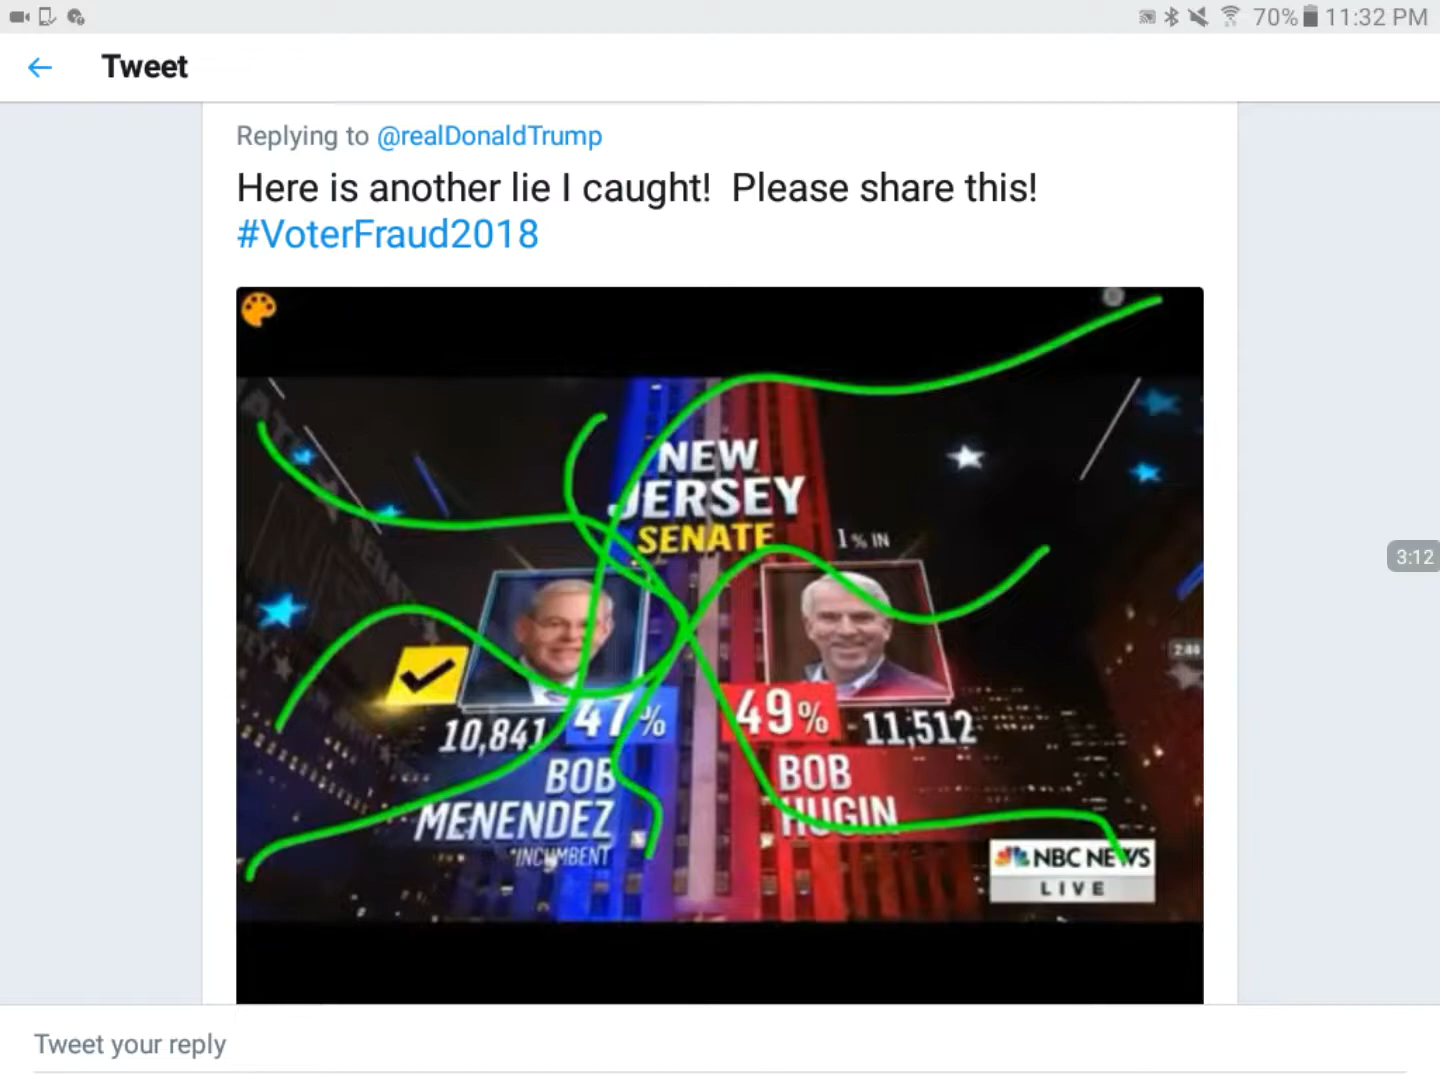 70% 11:32 PM
Tweet
Replying to @realDonaldTrump
Here is another lie I caught! Please share this!
#VoterFraud2018
NEW
JERSEY
SENATE
1% IN
3:12
10,841 47% 49% 11,512
BOB
MENENDEZ
*INCUMBENT
BOB
HUGIN
NBC NEWS
LIVE
Tweet your reply